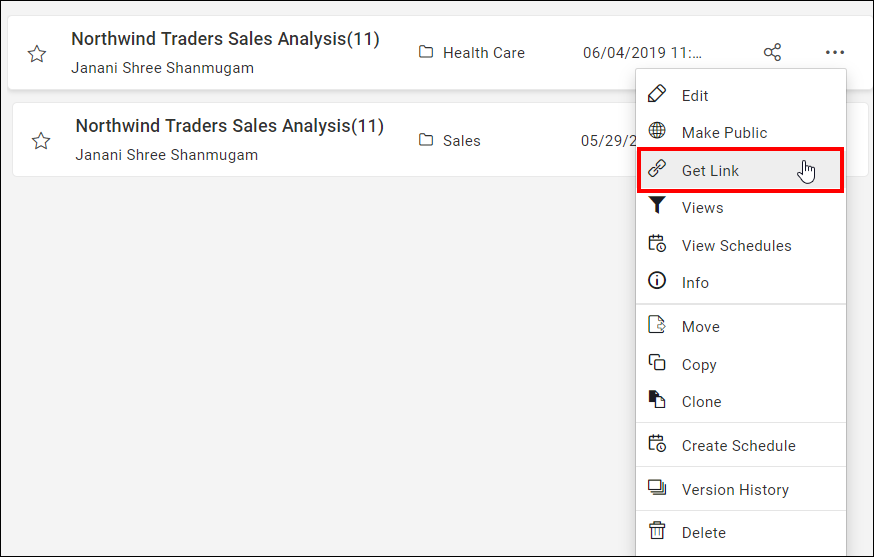 Northwind Traders Sales Analysis(11)
Janani Shree Shanmugam
Health Care
06/04/2019 11:...
Northwind Traders Sales Analysis(11)
Janani Shree Shanmugam
Sales
05/29/2
Edit
Make Public
Get Link
Views
View Schedules
Info
Move
Copy
Clone
Create Schedule
Version History
Delete